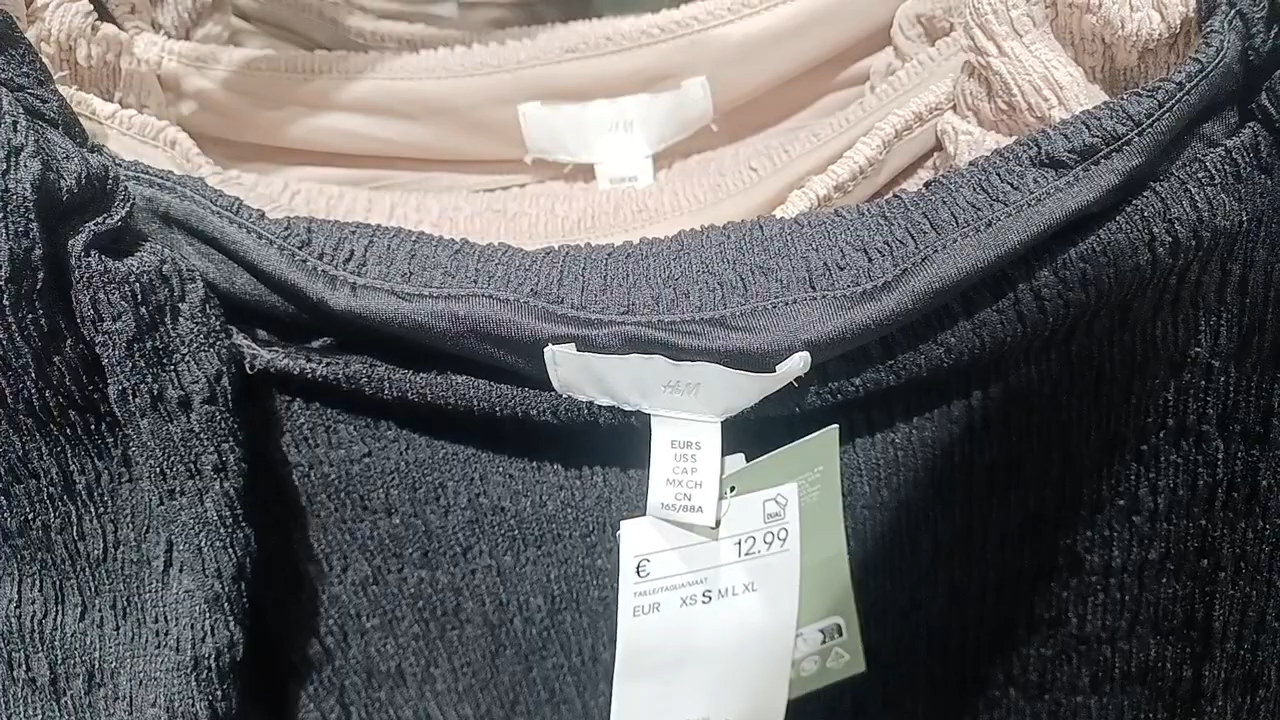 H&M
H&M
EUR S
US S
CA P
MX CH
CN
165/88A
DUAL
€ 12.99
TAILLE/TAGLIA/MAAT
EUR XS S M L XL